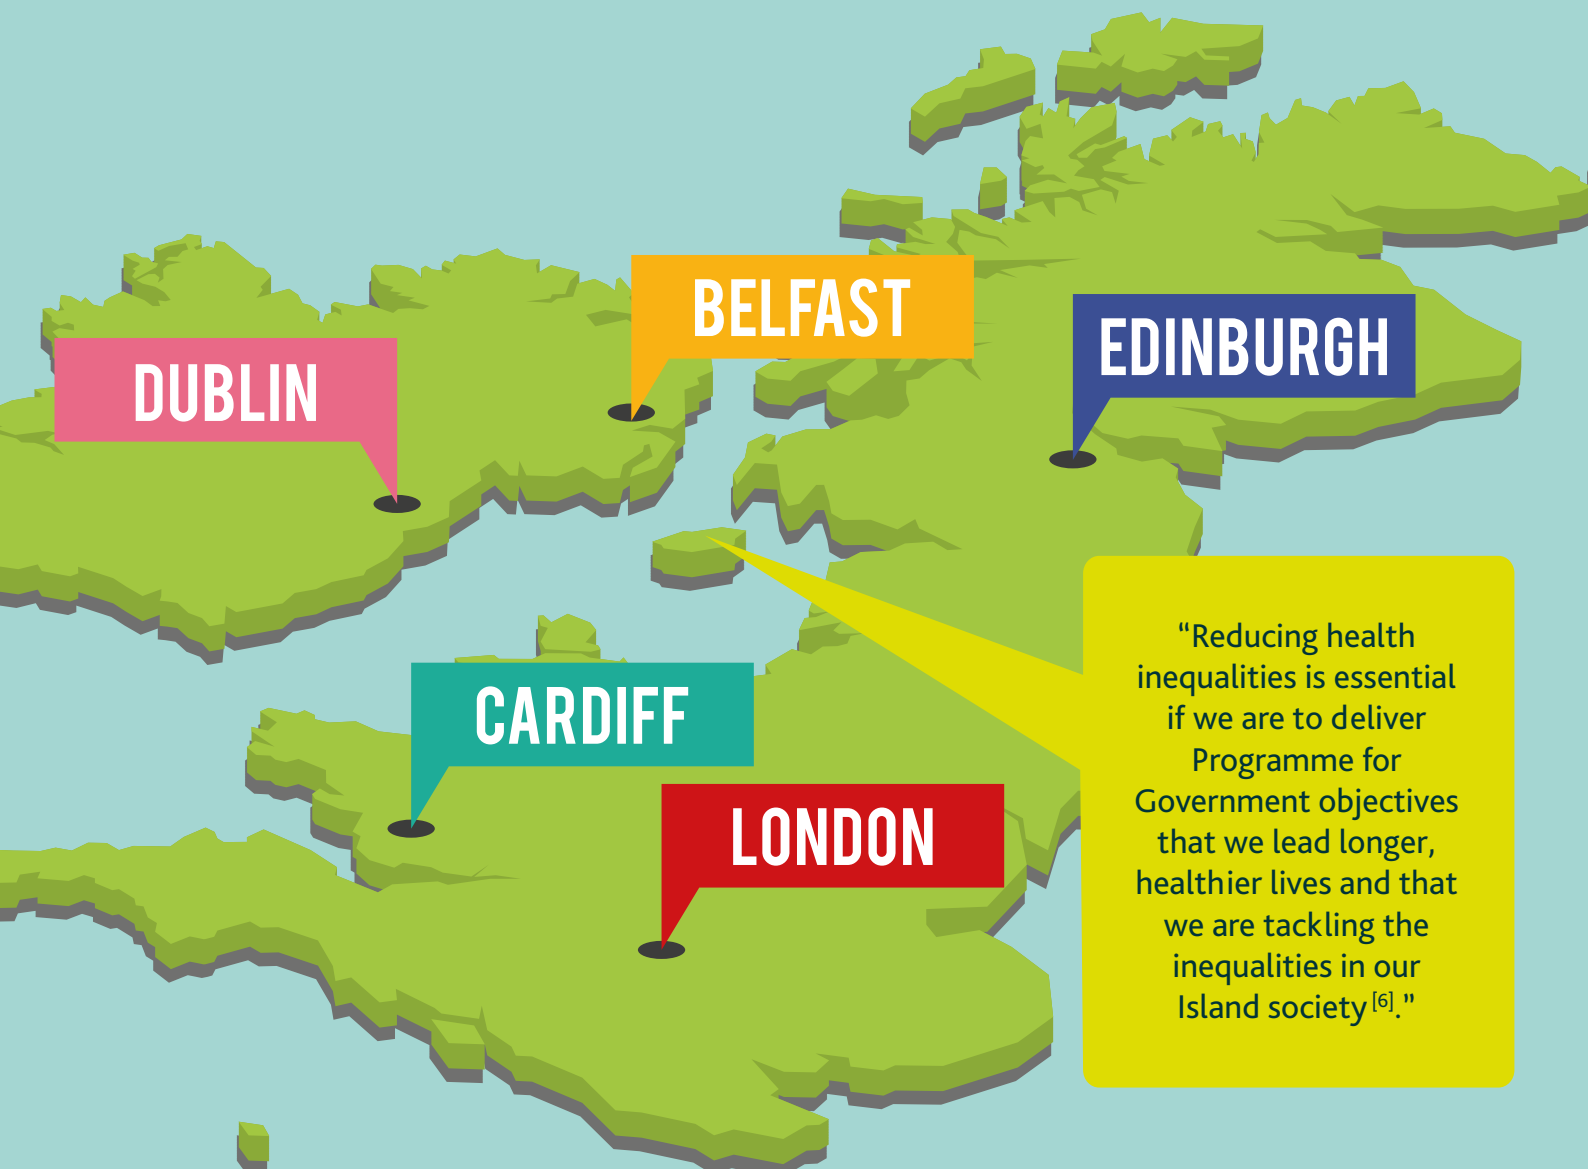 BELFAST
EDINBURGH
DUBLIN
CARDIFF
LONDON
“Reducing health
inequalities is essential
if we are to deliver
Programme for
Government objectives
that we lead longer,
healthier lives and that
we are tackling the
inequalities in our
Island society [6].”